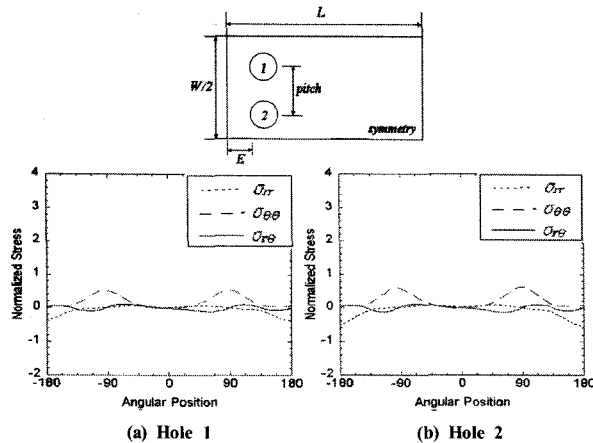 L
1
W/2
pitch
2
symmetry
E
4
3
2
1
0
-1
-2
Normalized Stress
σrr
σθθ
σrθ
-180 -90 0 90 180
Angular Position
(a) Hole 1
4
3
2
1
0
-1
-2
Normalized Stress
σrr
σθθ
σrθ
-180 -90 0 90 180
Angular Position
(b) Hole 2